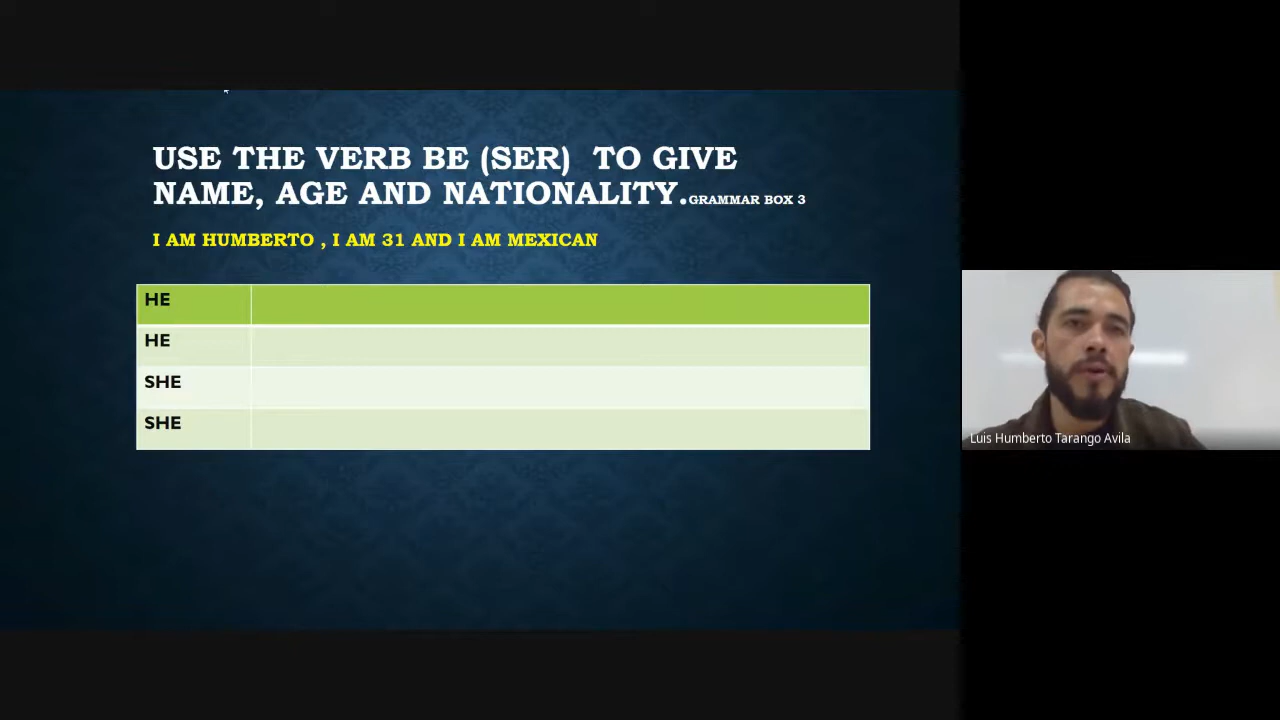 USE THE VERB BE (SER) TO GIVE
NAME, AGE AND NATIONALITY.GRAMMAR BOX 3
I AM HUMBERTO , I AM 31 AND I AM MEXICAN
HE
HE
SHE
SHE
Luis Humberto Tarango Avila